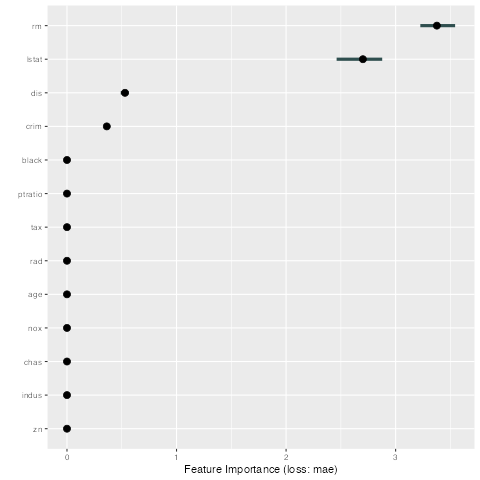 rm
lstat
dis
crim
black
ptratio
tax
rad
age
nox
chas
indus
zn
0 1 2 3
Feature Importance (loss: mae)